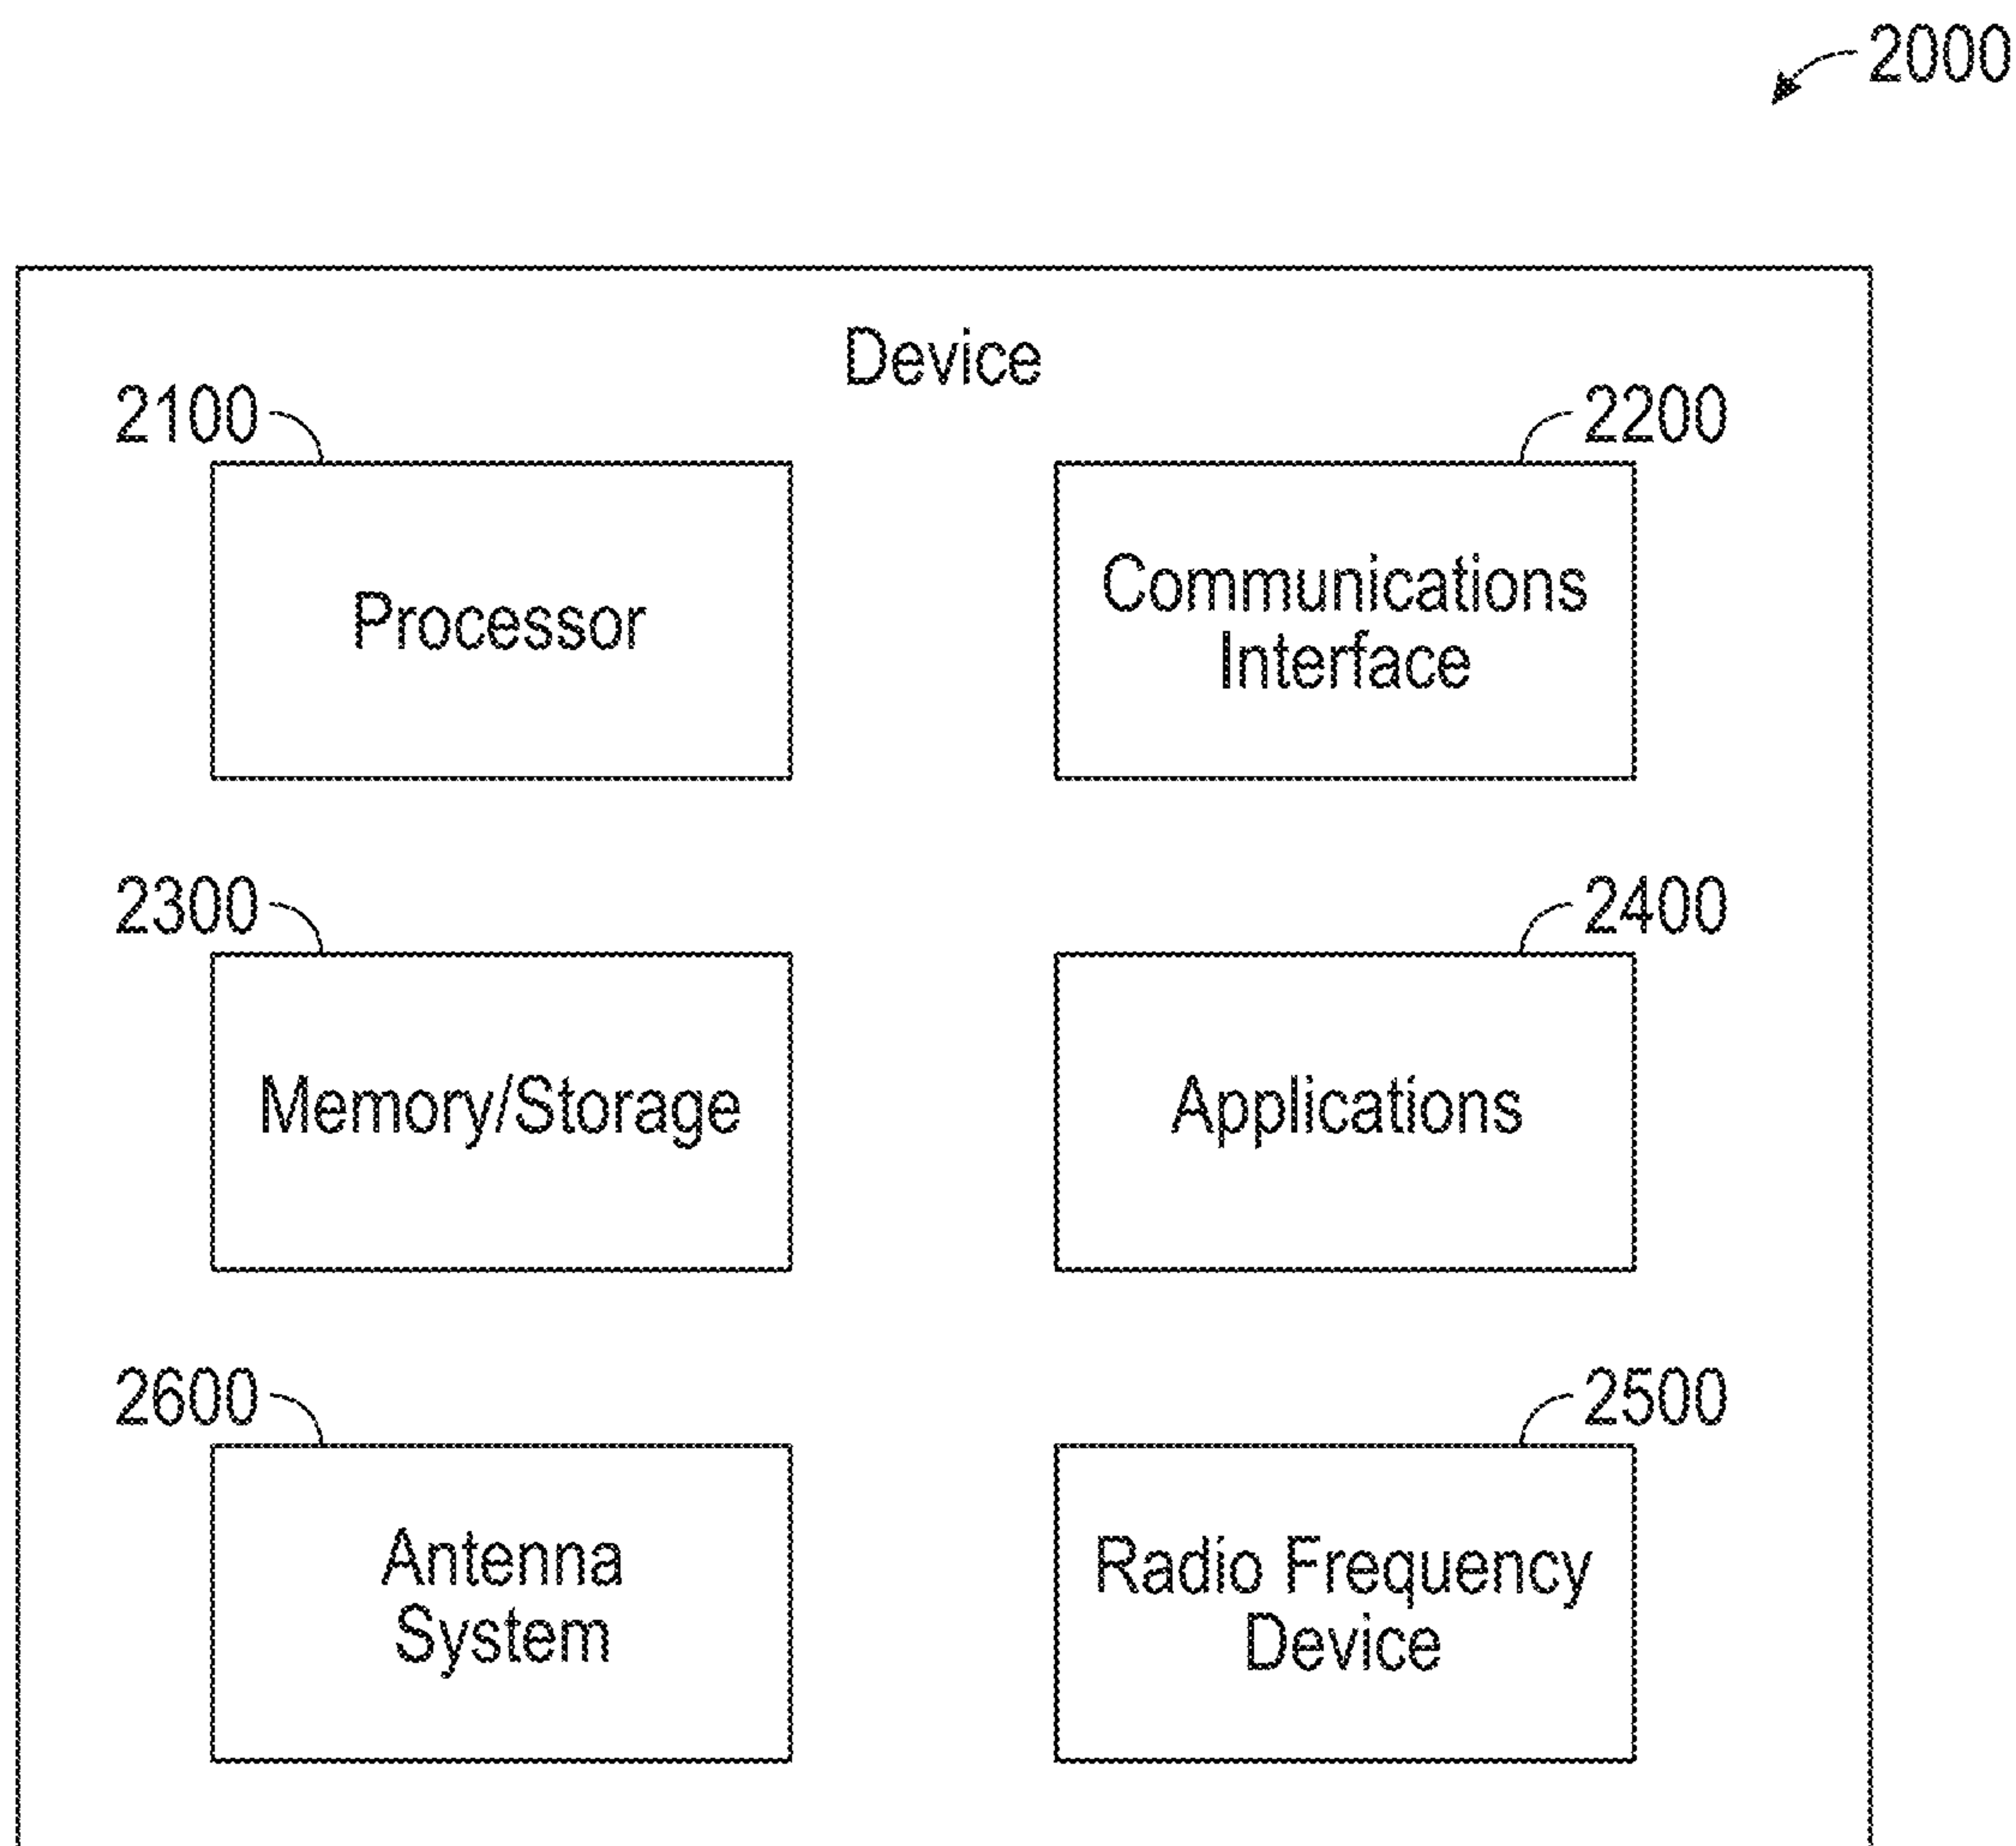 2000
Device
2100
2200
Processor
Communications
Interface
2300
2400
Memory/Storage
Applications
2600
2500
Antenna
System
Radio Frequency
Device